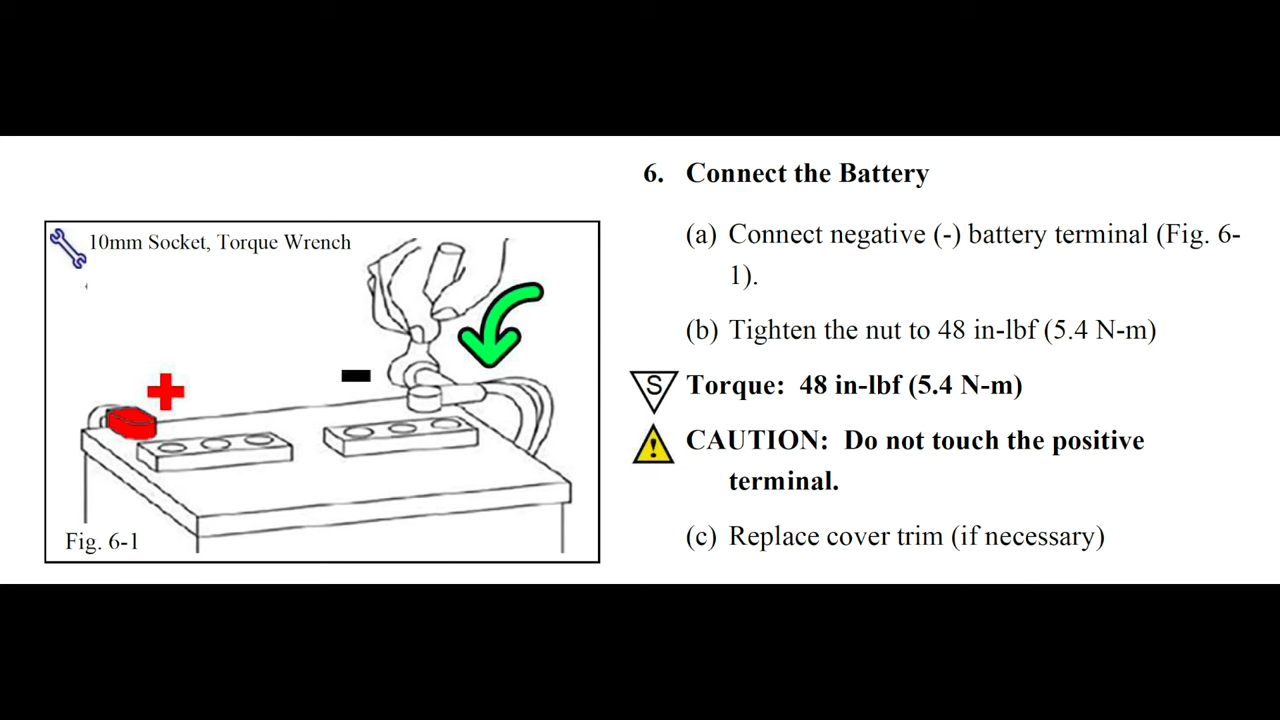 10mm Socket, Torque Wrench
+
-
Fig. 6-1
6. Connect the Battery
(a) Connect negative (-) battery terminal (Fig. 6-
1).
(b) Tighten the nut to 48 in-lbf (5.4 N-m)
S Torque: 48 in-lbf (5.4 N-m)
! CAUTION: Do not touch the positive
terminal.
(c) Replace cover trim (if necessary)